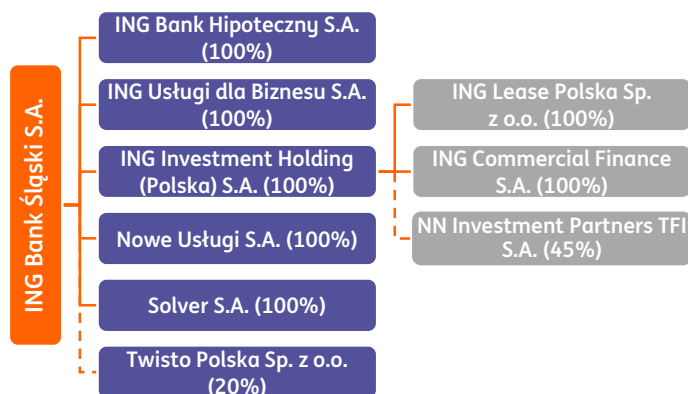 ING Bank Śląski S.A.
ING Bank Hipoteczny S.A.
(100%)
ING Usługi dla Biznesu S.A.
(100%)
ING Investment Holding
(Polska) S.A. (100%)
Nowe Usługi S.A. (100%)
Solver S.A. (100%)
Twisto Polska Sp. z o.o.
(20%)
ING Lease Polska Sp.
z o.o. (100%)
ING Commercial Finance
S.A. (100%)
NN Investment Partners TFI
S.A. (45%)